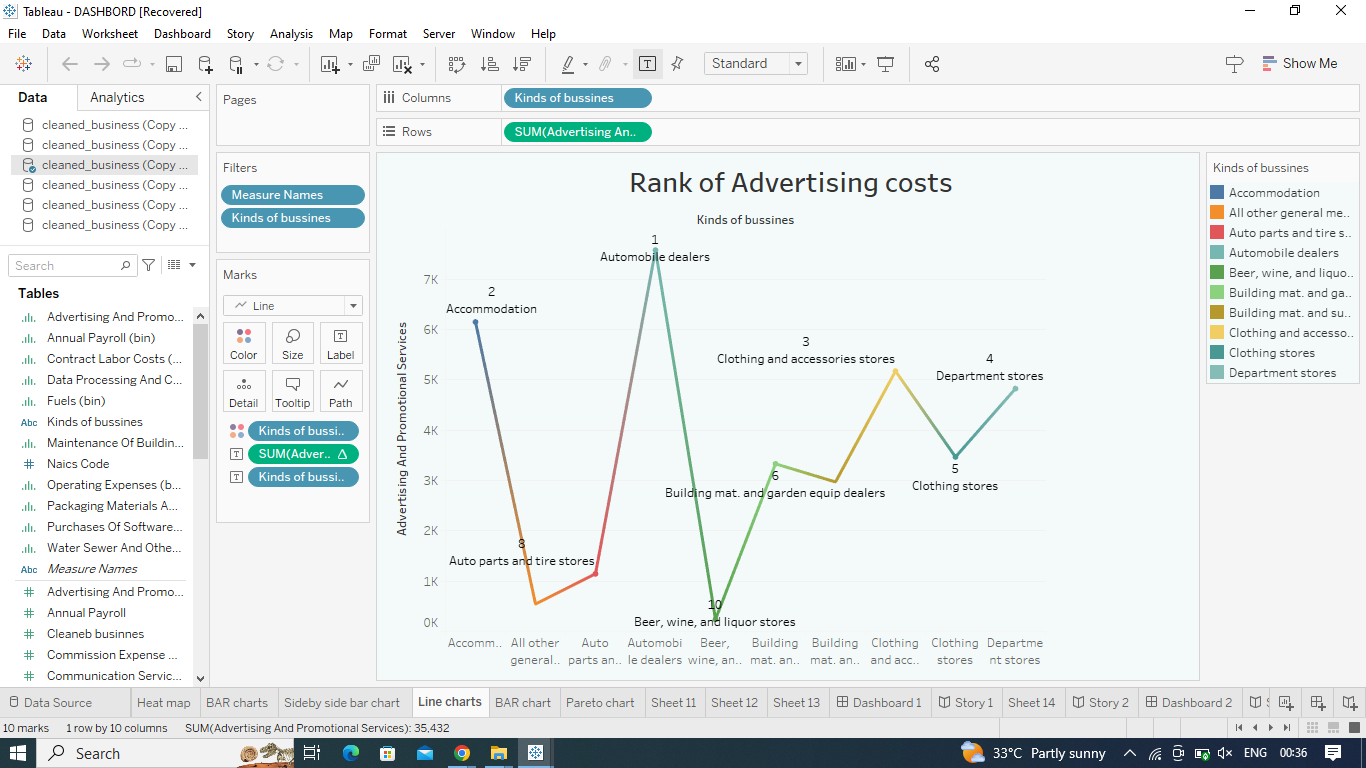 Tableau - DASHBORD [Recovered]
File Data Worksheet Dashboard Story Analysis Map Format Server Window Help
Standard
Show Me
Data Analytics
cleaned_business (Copy ...
cleaned_business (Copy ...
cleaned_business (Copy ...
cleaned_business (Copy ...
cleaned_business (Copy ...
cleaned_business (Copy ...
Search
Tables
Advertising And Promo...
Annual Payroll (bin)
Contract Labor Costs (...
Data Processing And C...
Fuels (bin)
Abc Kinds of bussines
Maintenance Of Buildin...
Naics Code
Operating Expenses (b...
Packaging Materials A...
Purchases Of Software...
Water Sewer And Othe...
Abc Measure Names
Advertising And Promo...
Annual Payroll
Cleaneb businnes
Commission Expense ...
Communication Servic...
Pages
Filters
Measure Names
Kinds of bussines
Marks
Line
Color Size Label
Detail Tooltip Path
Kinds of bussi..
SUM(Adver.. Δ
Kinds of bussi..
Columns Kinds of bussines
Rows SUM(Advertising An..
Rank of Advertising costs
Kinds of bussines
Advertising And Promotional Services
7K
6K
5K
4K
3K
2K
1K
0K
1
Automobile dealers
2
Accommodation
3
Clothing and accessories stores
4
Department stores
5
Clothing stores
6
Building mat. and garden equip dealers
8
Auto parts and tire stores
10
Beer, wine, and liquor stores
Accomm.. All other general.. Auto parts an.. Automobi le dealers Beer, wine, an.. Building mat. an.. Building mat. an.. Clothing and acc.. Clothing stores Departme nt stores
Kinds of bussines
Accommodation
All other general me..
Auto parts and tire s..
Automobile dealers
Beer, wine, and liquo..
Building mat. and ga..
Building mat. and su..
Clothing and accesso..
Clothing stores
Department stores
Data Source Heat map BAR charts Sideby side bar chart Line charts BAR chart Pareto chart Sheet 11 Sheet 12 Sheet 13 Dashboard 1 Story 1 Sheet 14 Story 2 Dashboard 2
10 marks 1 row by 10 columns SUM(Advertising And Promotional Services): 35,432
Search
33°C Partly sunny ENG 00:36